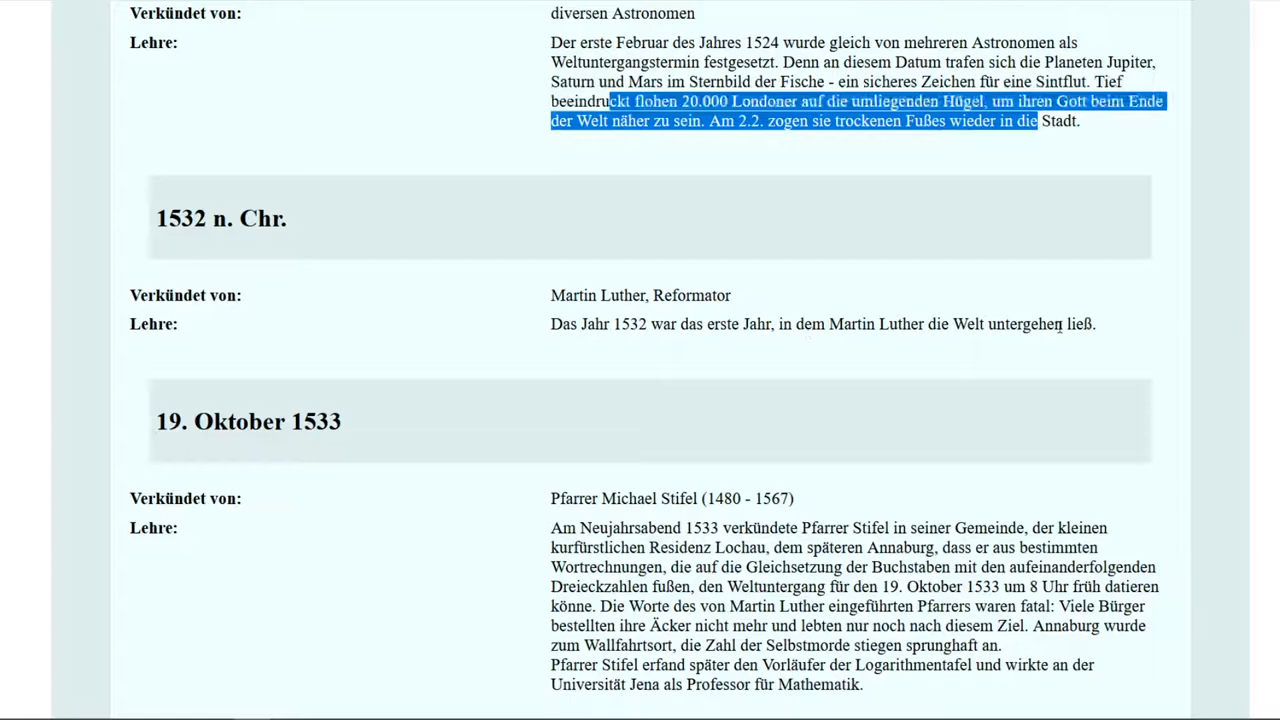 Verkündet von: diversen Astronomen
Lehre: Der erste Februar des Jahres 1524 wurde gleich von mehreren Astronomen als
Weltuntergangstermin festgesetzt. Denn an diesem Datum trafen sich die Planeten Jupiter,
Saturn und Mars im Sternbild der Fische - ein sicheres Zeichen für eine Sintflut. Tief
beeindruckt flohen 20.000 Londoner auf die umliegenden Hügel, um ihren Gott beim Ende
der Welt näher zu sein. Am 2.2. zogen sie trockenen Fußes wieder in die Stadt.
1532 n. Chr.
Verkündet von: Martin Luther, Reformator
Lehre: Das Jahr 1532 war das erste Jahr, in dem Martin Luther die Welt untergehen ließ.
19. Oktober 1533
Verkündet von: Pfarrer Michael Stifel (1480 - 1567)
Lehre: Am Neujahrsabend 1533 verkündete Pfarrer Stifel in seiner Gemeinde, der kleinen
kurfürstlichen Residenz Lochau, dem späteren Annaburg, dass er aus bestimmten
Wortrechnungen, die auf die Gleichsetzung der Buchstaben mit den aufeinanderfolgenden
Dreieckzahlen fußen, den Weltuntergang für den 19. Oktober 1533 um 8 Uhr früh datieren
könne. Die Worte des von Martin Luther eingeführten Pfarrers waren fatal: Viele Bürger
bestellten ihre Äcker nicht mehr und lebten nur noch nach diesem Ziel. Annaburg wurde
zum Wallfahrtsort, die Zahl der Selbstmorde stiegen sprunghaft an.
Pfarrer Stifel erfand später den Vorläufer der Logarithmentafel und wirkte an der
Universität Jena als Professor für Mathematik.